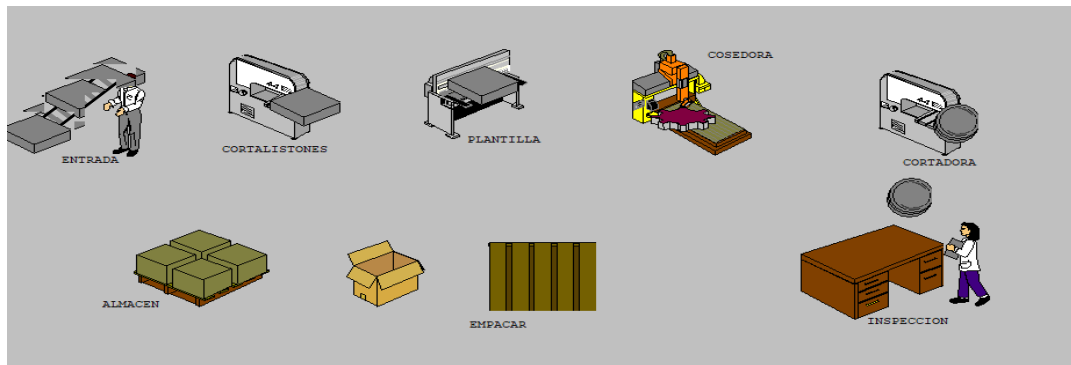 ENTRADA
CORTALISTONES
PLANTILLA
COSEDORA
CORTADORA
ALMACEN
EMPACAR
INSPECCION